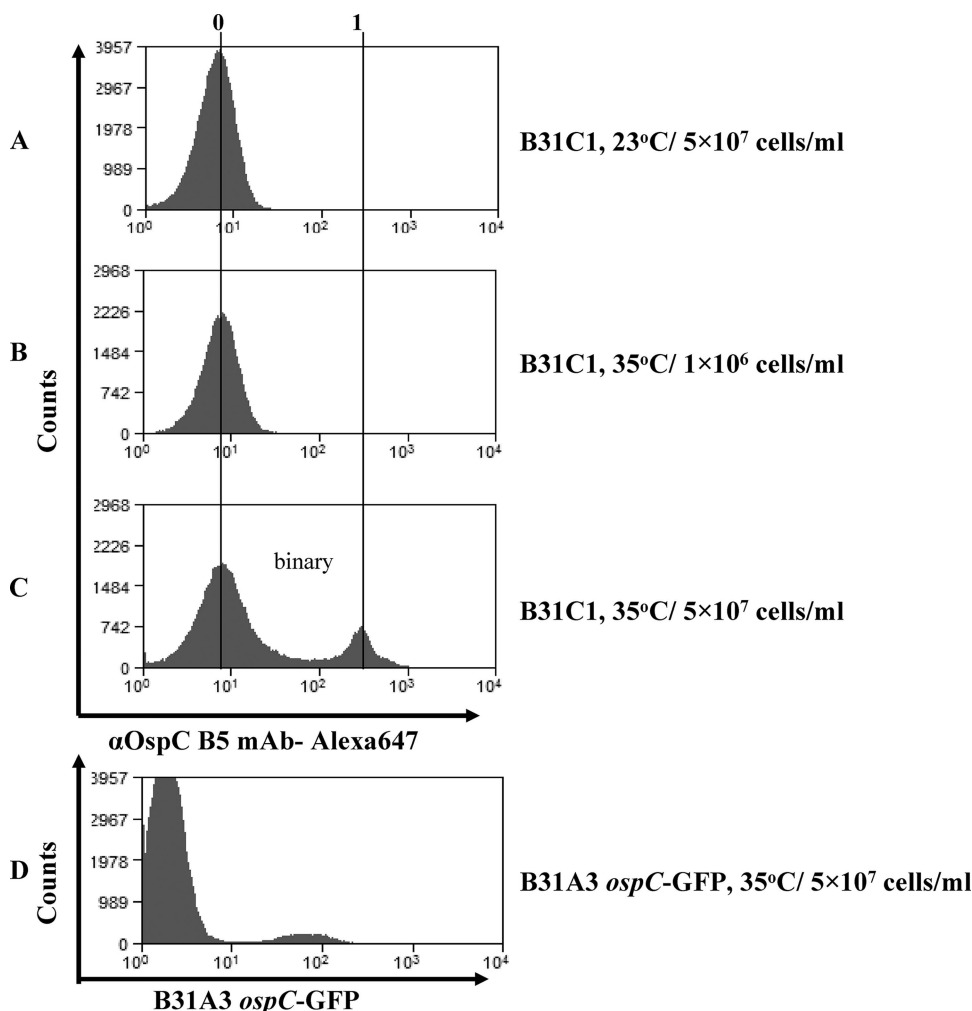 0 1
A
3957
2967
1978
989
0
10⁰ 10¹ 10² 10³ 10⁴
B31C1, 23°C/ 5×10⁷ cells/ml
B
2968
2226
1484
742
0
10⁰ 10¹ 10² 10³ 10⁴
B31C1, 35°C/ 1×10⁶ cells/ml
Counts
C
2968
2226
1484
742
0
binary
10⁰ 10¹ 10² 10³ 10⁴
B31C1, 35°C/ 5×10⁷ cells/ml
αOspC B5 mAb- Alexa647
D
Counts
3957
2967
1978
989
0
10⁰ 10¹ 10² 10³ 10⁴
B31A3 ospC-GFP, 35°C/ 5×10⁷ cells/ml
B31A3 ospC-GFP